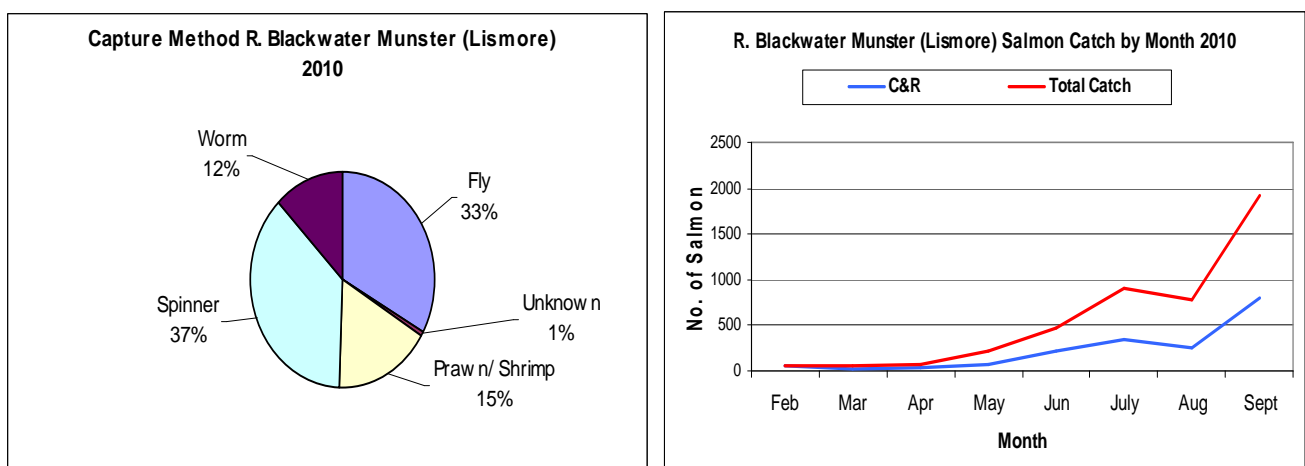 Capture Method R. Blackwater Munster (Lismore)
2010
Worm
12%
Fly
33%
Unknown
1%
Prawn/ Shrimp
15%
Spinner
37%
R. Blackwater Munster (Lismore) Salmon Catch by Month 2010
C&R
Total Catch
No. of Salmon
2500
2000
1500
1000
500
0
Feb
Mar
Apr
May
Jun
July
Aug
Sept
Month